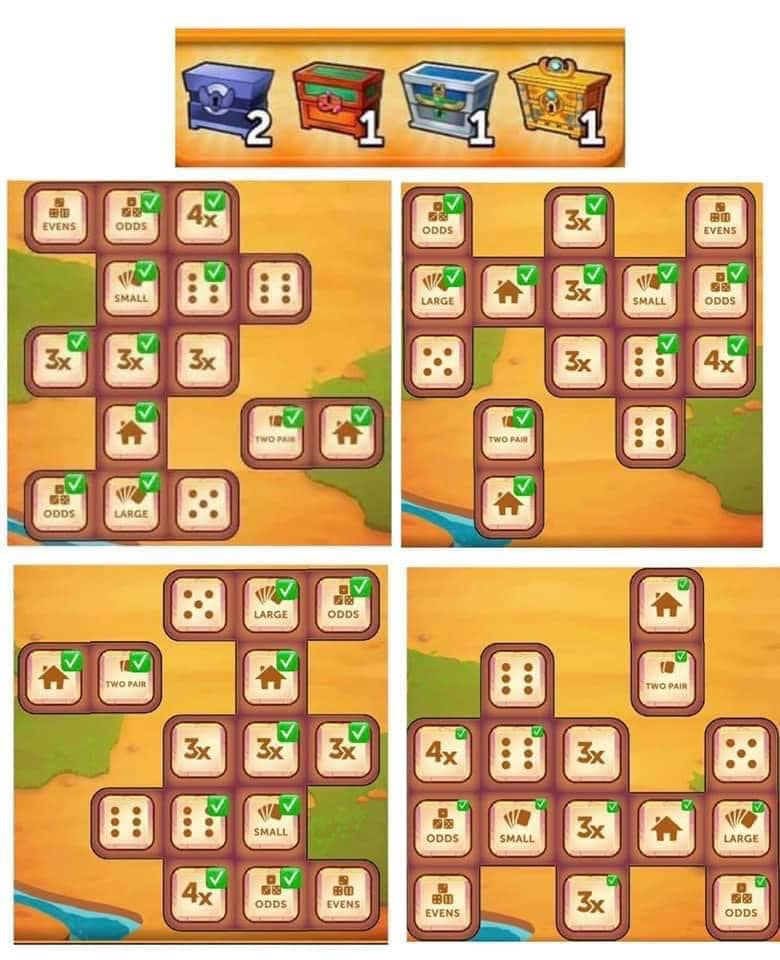 2 1 1 1
EVENS ODDS 4x
SMALL
3x 3x 3x
TWO PAIR
ODDS LARGE
ODDS 3x EVENS
LARGE 3x SMALL ODDS
3x 4x
TWO PAIR
LARGE ODDS
TWO PAIR
3x 3x 3x
SMALL
4x ODDS EVENS
TWO PAIR
4x 3x
ODDS SMALL 3x LARGE
EVENS 3x ODDS